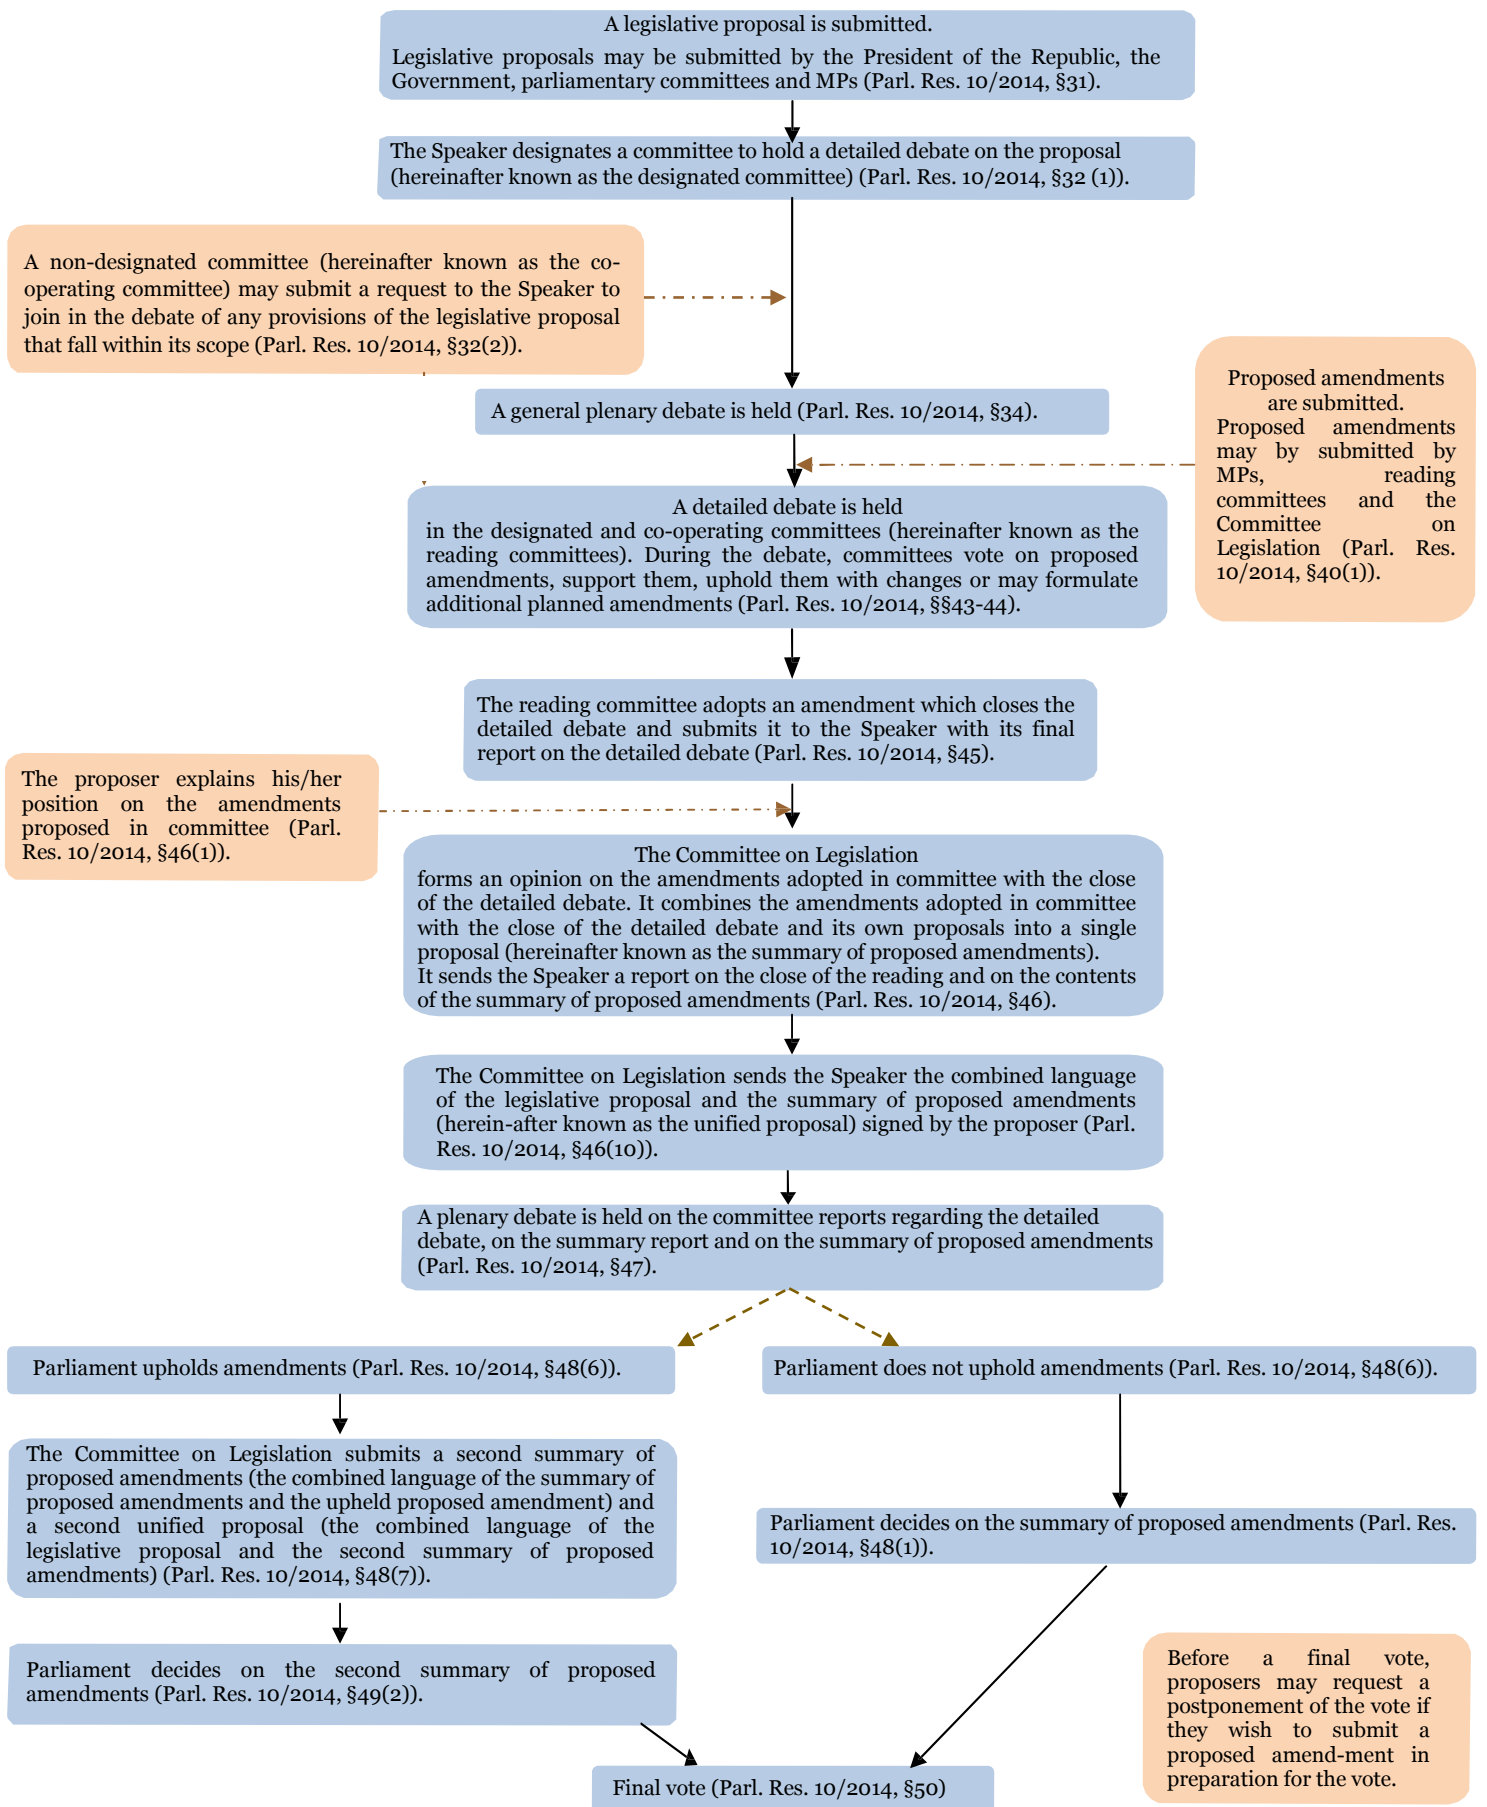 A legislative proposal is submitted.
Legislative proposals may be submitted by the President of the Republic, the
Government, parliamentary committees and MPs (Parl. Res. 10/2014, §31).
The Speaker designates a committee to hold a detailed debate on the proposal
(hereinafter known as the designated committee) (Parl. Res. 10/2014, §32 (1)).
A non-designated committee (hereinafter known as the co-
operating committee) may submit a request to the Speaker to
join in the debate of any provisions of the legislative proposal
that fall within its scope (Parl. Res. 10/2014, §32(2)).
A general plenary debate is held (Parl. Res. 10/2014, §34).
Proposed amendments
are submitted.
Proposed amendments
may by submitted by
MPs, reading
committees and the
Committee on
Legislation (Parl. Res.
10/2014, §40(1)).
A detailed debate is held
in the designated and co-operating committees (hereinafter known as the
reading committees). During the debate, committees vote on proposed
amendments, support them, uphold them with changes or may formulate
additional planned amendments (Parl. Res. 10/2014, §§43-44).
The reading committee adopts an amendment which closes the
detailed debate and submits it to the Speaker with its final
report on the detailed debate (Parl. Res. 10/2014, §45).
The proposer explains his/her
position on the amendments
proposed in committee (Parl.
Res. 10/2014, §46(1)).
The Committee on Legislation
forms an opinion on the amendments adopted in committee with the close
of the detailed debate. It combines the amendments adopted in committee
with the close of the detailed debate and its own proposals into a single
proposal (hereinafter known as the summary of proposed amendments).
It sends the Speaker a report on the close of the reading and on the contents
of the summary of proposed amendments (Parl. Res. 10/2014, §46).
The Committee on Legislation sends the Speaker the combined language
of the legislative proposal and the summary of proposed amendments
(herein-after known as the unified proposal) signed by the proposer (Parl.
Res. 10/2014, §46(10)).
A plenary debate is held on the committee reports regarding the detailed
debate, on the summary report and on the summary of proposed amendments
(Parl. Res. 10/2014, §47).
Parliament upholds amendments (Parl. Res. 10/2014, §48(6)).
Parliament does not uphold amendments (Parl. Res. 10/2014, §48(6)).
The Committee on Legislation submits a second summary of
proposed amendments (the combined language of the summary of
proposed amendments and the upheld proposed amendment) and
a second unified proposal (the combined language of the
legislative proposal and the second summary of proposed
amendments) (Parl. Res. 10/2014, §48(7)).
Parliament decides on the summary of proposed amendments (Parl. Res.
10/2014, §48(1)).
Parliament decides on the second summary of proposed
amendments (Parl. Res. 10/2014, §49(2)).
Before a final vote,
proposers may request a
postponement of the vote if
they wish to submit a
proposed amend-ment in
preparation for the vote.
Final vote (Parl. Res. 10/2014, §50)